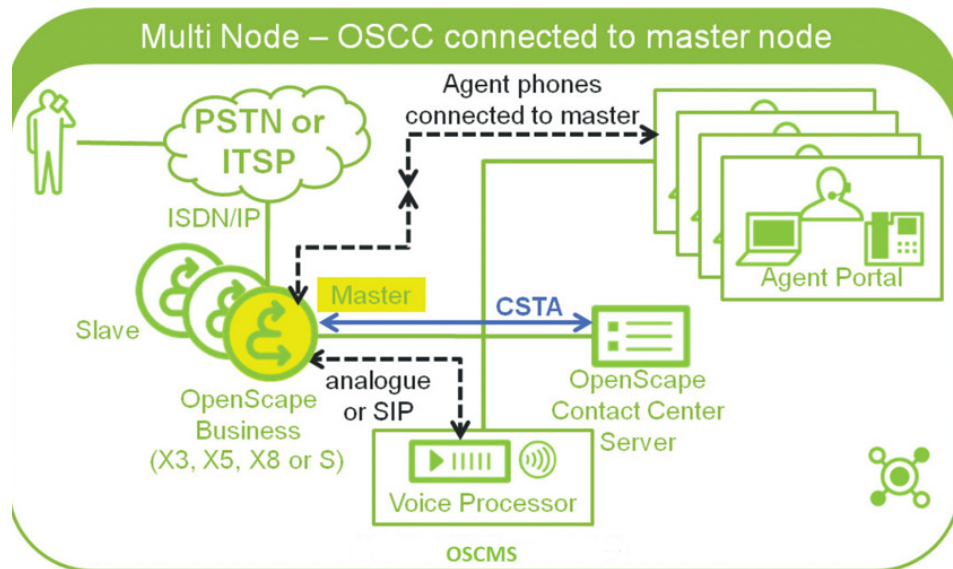 Multi Node – OSCC connected to master node
Agent phones
connected to master
PSTN or
ITSP
ISDN/IP
Agent Portal
Master
CSTA
Slave
analogue
or SIP
OpenScape
Business
(X3, X5, X8 or S)
OpenScape
Contact Center
Server
Voice Processor
OSCMS